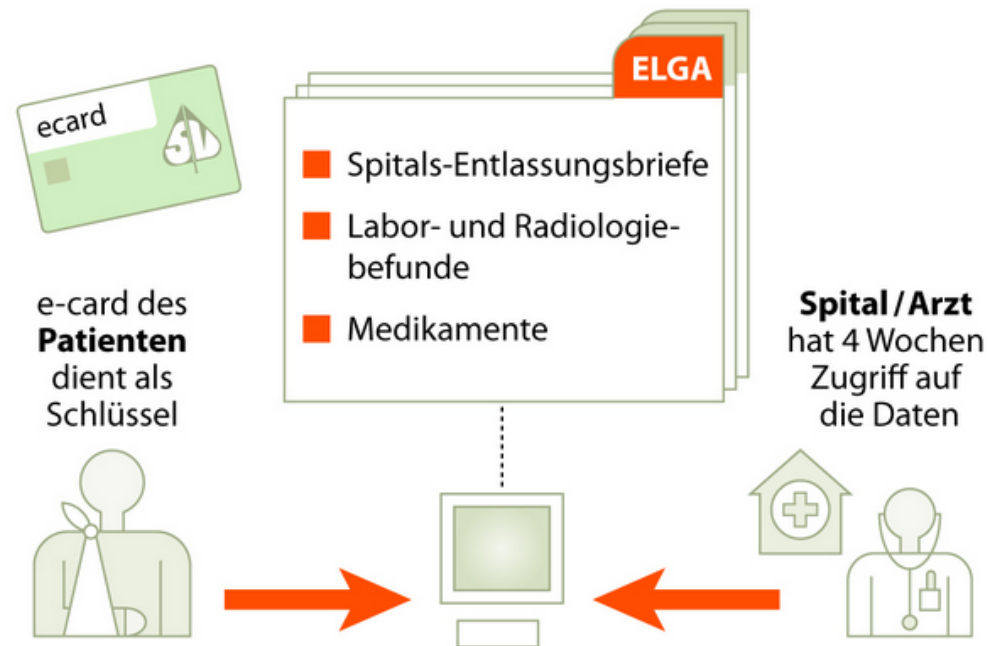 ELGA
ecard
SV
Spitals-Entlassungsbriefe
Labor- und Radiologie-
befunde
Medikamente
e-card des
Patienten
dient als
Schlüssel
Spital/Arzt
hat 4 Wochen
Zugriff auf
die Daten